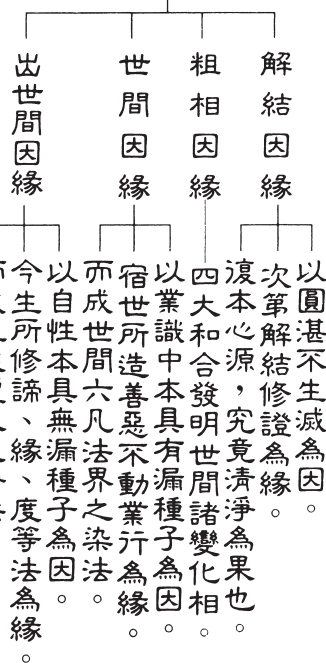 解結因緣
以圓湛不生滅為因。
次第解結修證為緣。
復本心源，究竟清淨為果也。
粗相因緣
四大和合發明世間諸變化相。
世間因緣
以業識中本具有漏種子為因。
宿世所造善惡不動業行為緣。
而成世間六凡法界之染法。
出世間因緣
以自性本具無漏種子為因。
今生所修諦、緣、度等法為緣。